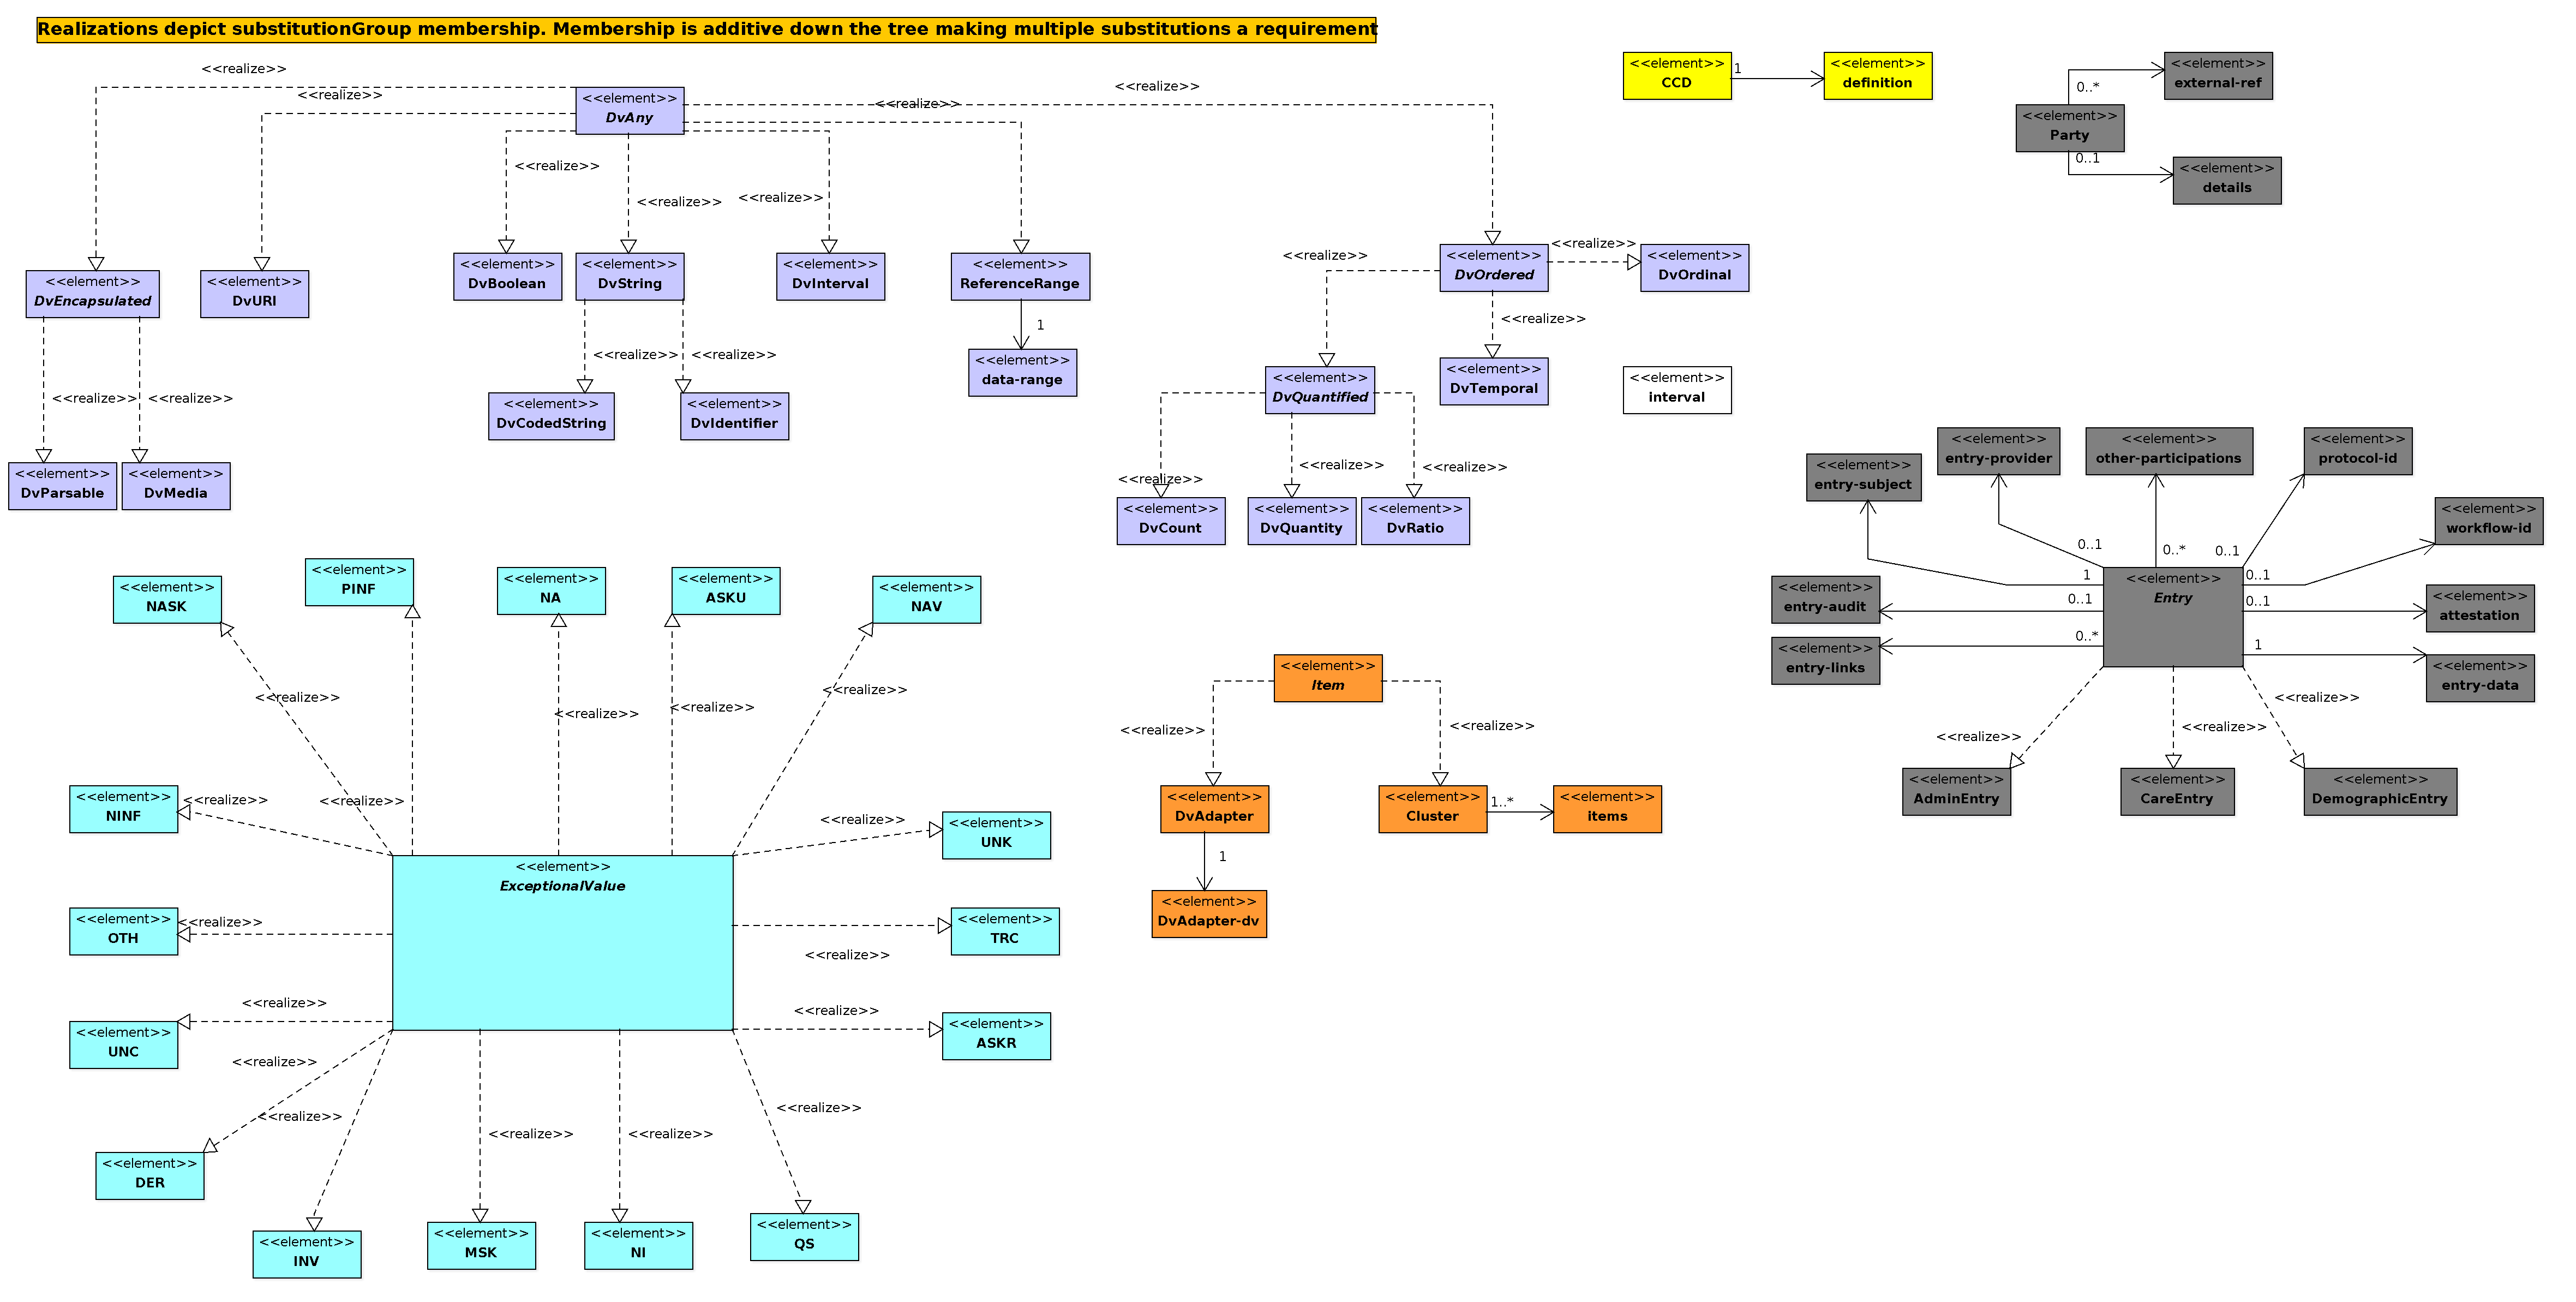 Realizations depict substitutionGroup membership. Membership is additive down the tree making multiple substitutions a requirement
<<realize>>
<<realize>>
<<element>>
DvAny
<<realize>>
<<realize>>
<<realize>>
<<realize>>
<<realize>>
<<element>>
DvEncapsulated
<<element>>
DvURI
<<element>>
DvBoolean
<<element>>
DvString
<<element>>
DvInterval
<<element>>
ReferenceRange
1
<<element>>
data-range
<<realize>>
<<realize>>
<<element>>
DvCodedString
<<element>>
DvIdentifier
<<realize>>
<<realize>>
<<element>>
DvParsable
<<element>>
DvMedia
<<element>>
DvOrdered
<<realize>>
<<element>>
DvOrdinal
<<realize>>
<<realize>>
<<element>>
DvQuantified
<<element>>
DvTemporal
<<realize>>
<<realize>>
<<realize>>
<<element>>
DvCount
<<element>>
DvQuantity
<<element>>
DvRatio
<<element>>
CCD
1
<<element>>
definition
<<element>>
interval
<<element>>
external-ref
0..*
<<element>>
Party
0..1
<<element>>
details
<<element>>
entry-subject
<<element>>
entry-provider
<<element>>
other-participations
<<element>>
protocol-id
<<element>>
workflow-id
0..1
0..*
0..1
1
0..1
<<element>>
Entry
<<element>>
entry-audit
0..1
0..1
<<element>>
attestation
<<element>>
entry-links
0..*
1
<<element>>
entry-data
<<realize>>
<<realize>>
<<realize>>
<<element>>
AdminEntry
<<element>>
CareEntry
<<element>>
DemographicEntry
<<element>>
NASK
<<element>>
PINF
<<element>>
NA
<<element>>
ASKU
<<element>>
NAV
<<realize>>
<<realize>>
<<realize>>
<<realize>>
<<realize>>
<<element>>
NINF
<<realize>>
<<realize>>
<<element>>
UNK
<<element>>
ExceptionalValue
<<element>>
OTH
<<realize>>
<<realize>>
<<element>>
TRC
<<element>>
UNC
<<realize>>
<<realize>>
<<element>>
ASKR
<<realize>>
<<realize>>
<<realize>>
<<realize>>
<<realize>>
<<element>>
DER
<<element>>
INV
<<element>>
MSK
<<element>>
NI
<<element>>
QS
<<element>>
Item
<<realize>>
<<realize>>
<<element>>
DvAdapter
<<element>>
Cluster
1..*
<<element>>
items
1
<<element>>
DvAdapter-dv